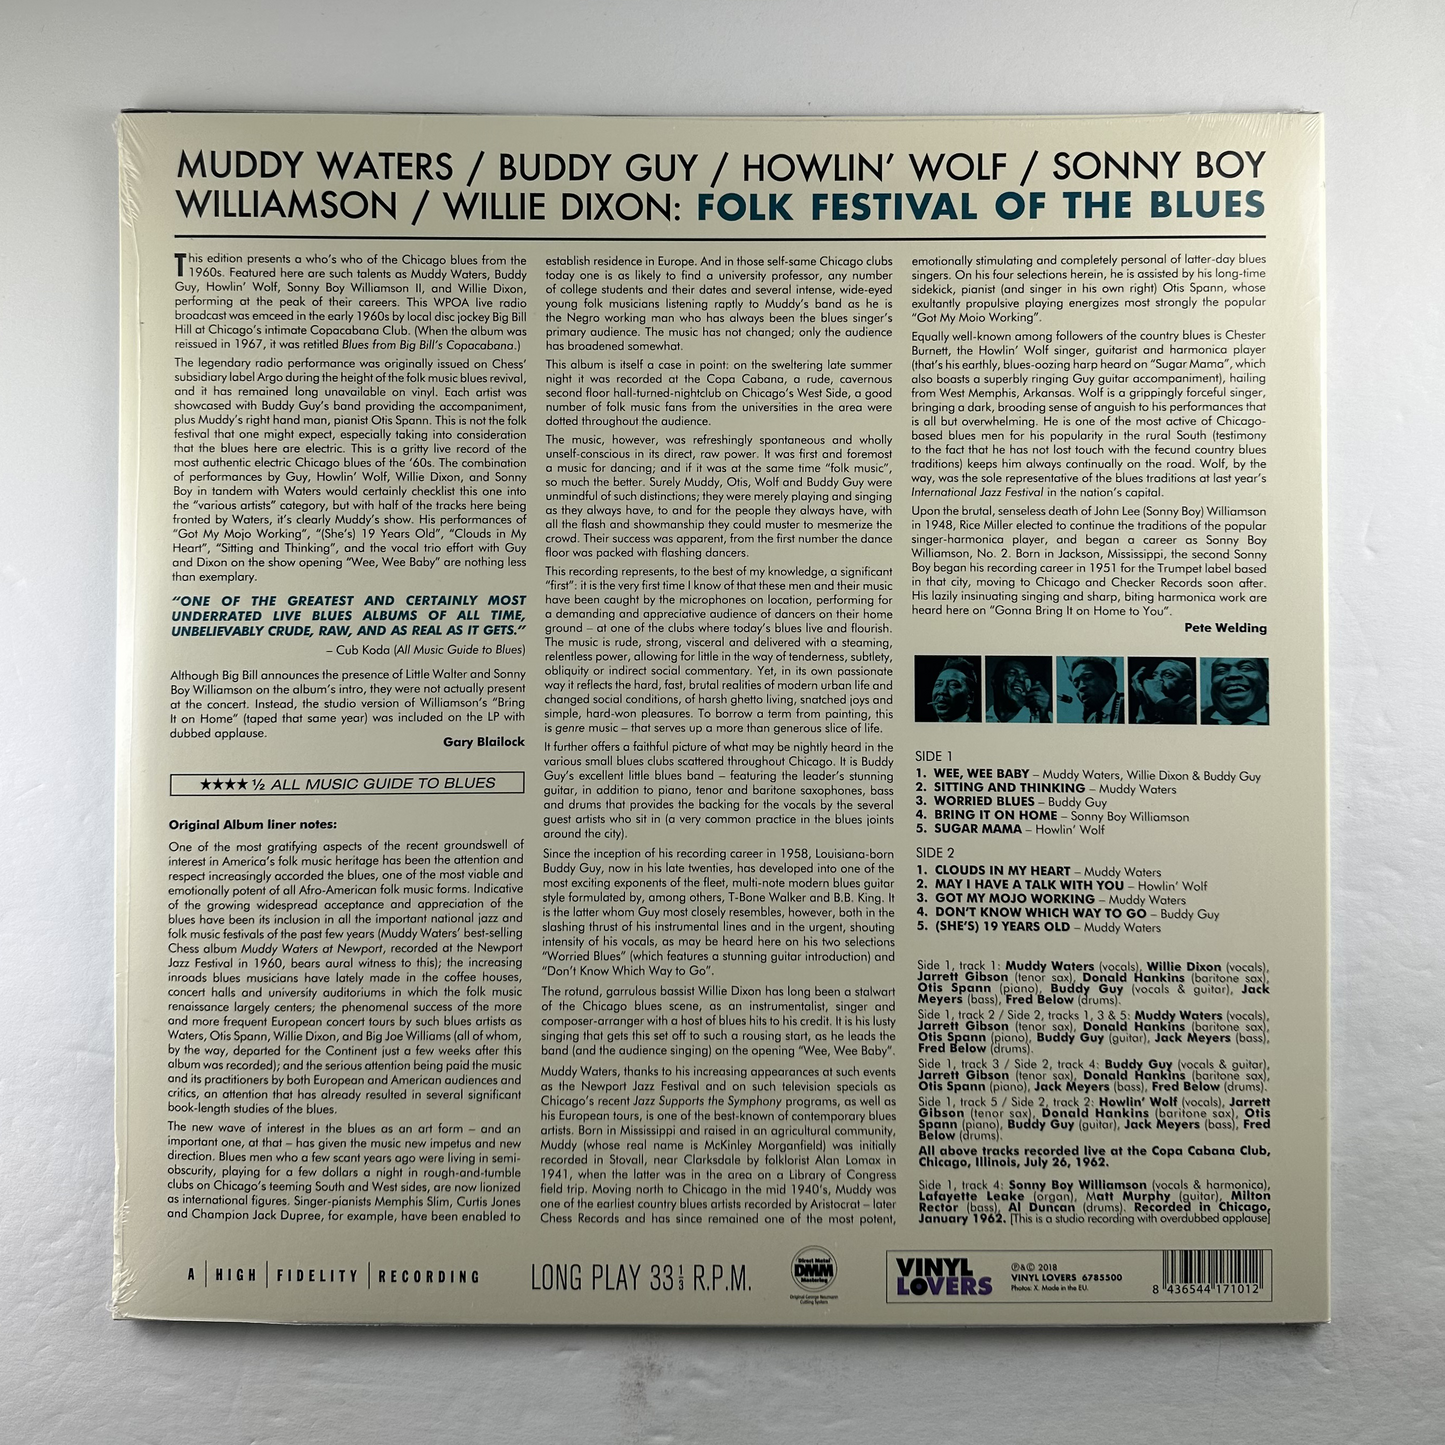 MUDDY WATERS / BUDDY GUY / HOWLIN' WOLF / SONNY BOY
WILLIAMSON / WILLIE DIXON: FOLK FESTIVAL OF THE BLUES
This edition presents a who's who of the Chicago blues from the
1960s. Featured here are such talents as Muddy Waters, Buddy
Guy, Howlin' Wolf, Sonny Boy Williamson II, and Willie Dixon,
performing at the peak of their careers. This WPOA live radio
broadcast was emceed in the early 1960s by local disc jockey Big Bill
Hill at Chicago's intimate Copacabana Club. (When the album was
reissued in 1967, it was retitled Blues from Big Bill's Copacabana.)
The legendary radio performance was originally issued on Chess'
subsidiary label Argo during the height of the folk music blues revival,
and it has remained long unavailable on vinyl. Each artist was
showcased with Buddy Guy's band providing the accompaniment,
plus Muddy's right hand man, pianist Otis Spann. This is not the folk
festival that one might expect, especially taking into consideration
that the blues here are electric. This is a gritty live record of the
most authentic electric Chicago blues of the '60s. The combination
of performances by Guy, Howlin' Wolf, Willie Dixon, and Sonny
Boy in tandem with Waters would certainly checklist this one into
the "various artists" category, but with half of the tracks here being
fronted by Waters, it's clearly Muddy's show. His performances of
"Got My Mojo Working", "(She's) 19 Years Old", "Clouds in My
Heart", "Sitting and Thinking", and the vocal trio effort with Guy
and Dixon on the show opening "Wee, Wee Baby" are nothing less
than exemplary.
"ONE OF THE GREATEST AND CERTAINLY MOST
UNDERRATED LIVE BLUES ALBUMS OF ALL TIME,
UNBELIEVABLY CRUDE, RAW, AND AS REAL AS IT GETS."
– Cub Koda (All Music Guide to Blues)
Although Big Bill announces the presence of Little Walter and Sonny
Boy Williamson on the album's intro, they were not actually present
at the concert. Instead, the studio version of Williamson's "Bring
It on Home" (taped that same year) was included on the LP with
dubbed applause.
Gary Blailock
★★★★ ½ ALL MUSIC GUIDE TO BLUES
Original Album liner notes:
One of the most gratifying aspects of the recent groundswell of
interest in America's folk music heritage has been the attention and
respect increasingly accorded the blues, one of the most viable and
emotionally potent of all Afro-American folk music forms. Indicative
of the growing widespread acceptance and appreciation of the
blues have been its inclusion in all the important national jazz and
folk music festivals of the past few years (Muddy Waters' best-selling
Chess album Muddy Waters at Newport, recorded at the Newport
Jazz Festival in 1960, bears aural witness to this); the increasing
inroads blues musicians have lately made in the coffee houses,
concert halls and university auditoriums in which the folk music
renaissance largely centers; the phenomenal success of the more
and more frequent European concert tours by such blues artists as
Waters, Otis Spann, Willie Dixon, and Big Joe Williams (all of whom,
by the way, departed for the Continent just a few weeks after this
album was recorded); and the serious attention being paid the music
and its practitioners by both European and American audiences and
critics, an attention that has already resulted in several significant
book-length studies of the blues.
The new wave of interest in the blues as an art form – and an
important one, at that – has given the music new impetus and new
direction. Blues men who a few scant years ago were living in semi-
obscurity, playing for a few dollars a night in rough-and-tumble
clubs on Chicago's teeming South and West sides, are now lionized
as international figures. Singer-pianists Memphis Slim, Curtis Jones
and Champion Jack Dupree, for example, have been enabled to
establish residence in Europe. And in those self-same Chicago clubs
today one is as likely to find a university professor, any number
of college students and their dates and several intense, wide-eyed
young folk musicians listening raptly to Muddy's band as he is
the Negro working man who has always been the blues singer's
primary audience. The music has not changed; only the audience
has broadened somewhat.
This album is itself a case in point: on the sweltering late summer
night it was recorded at the Copa Cabana, a rude, cavernous
second floor hall-turned-nightclub on Chicago's West Side, a good
number of folk music fans from the universities in the area were
dotted throughout the audience.
The music, however, was refreshingly spontaneous and wholly
unself-conscious in its direct, raw power. It was first and foremost
a music for dancing; and if it was at the same time "folk music",
so much the better. Surely Muddy, Otis, Wolf and Buddy Guy were
unmindful of such distinctions; they were merely playing and singing
as they always have, to and for the people they always have, with
all the flash and showmanship they could muster to mesmerize the
crowd. Their success was apparent, from the first number the dance
floor was packed with flashing dancers.
This recording represents, to the best of my knowledge, a significant
"first": it is the very first time I know of that these men and their music
have been caught by the microphones on location, performing for
a demanding and appreciative audience of dancers on their home
ground – at one of the clubs where today's blues live and flourish.
The music is rude, strong, visceral and delivered with a steaming,
relentless power, allowing for little in the way of tenderness, subtlety,
obliquity or indirect social commentary. Yet, in its own passionate
way it reflects the hard, fast, brutal realities of modern urban life and
changed social conditions, of harsh ghetto living, snatched joys and
simple, hard-won pleasures. To borrow a term from painting, this
is genre music – that serves up a more than generous slice of life.
It further offers a faithful picture of what may be nightly heard in the
various small blues clubs scattered throughout Chicago. It is Buddy
Guy's excellent little blues band – featuring the leader's stunning
guitar, in addition to piano, tenor and baritone saxophones, bass
and drums that provides the backing for the vocals by the several
guest artists who sit in (a very common practice in the blues joints
around the city).
Since the inception of his recording career in 1958, Louisiana-born
Buddy Guy, now in his late twenties, has developed into one of the
most exciting exponents of the fleet, multi-note modern blues guitar
style formulated by, among others, T-Bone Walker and B.B. King. It
is the latter whom Guy most closely resembles, however, both in the
slashing thrust of his instrumental lines and in the urgent, shouting
intensity of his vocals, as may be heard here on his two selections
"Worried Blues" (which features a stunning guitar introduction) and
"Don't Know Which Way to Go".
The rotund, garrulous bassist Willie Dixon has long been a stalwart
of the Chicago blues scene, as an instrumentalist, singer and
composer-arranger with a host of blues hits to his credit. It is his lusty
singing that gets this set off to such a rousing start, as he leads the
band (and the audience singing) on the opening "Wee, Wee Baby".
Muddy Waters, thanks to his increasing appearances at such events
as the Newport Jazz Festival and on such television specials as
Chicago's recent Jazz Supports the Symphony programs, as well as
his European tours, is one of the best-known of contemporary blues
artists. Born in Mississippi and raised in an agricultural community,
Muddy (whose real name is McKinley Morganfield) was initially
recorded in Stovall, near Clarksdale by folklorist Alan Lomax in
1941, when the latter was in the area on a Library of Congress
field trip. Moving north to Chicago in the mid 1940's, Muddy was
one of the earliest country blues artists recorded by Aristocrat – later
Chess Records and has since remained one of the most potent,
emotionally stimulating and completely personal of latter-day blues
singers. On his four selections herein, he is assisted by his long-time
sidekick, pianist (and singer in his own right) Otis Spann, whose
exultantly propulsive playing energizes most strongly the popular
"Got My Mojo Working".
Equally well-known among followers of the country blues is Chester
Burnett, the Howlin' Wolf singer, guitarist and harmonica player
(that's his earthly, blues-oozing harp heard on "Sugar Mama", which
also boasts a superbly ringing Guy guitar accompaniment), hailing
from West Memphis, Arkansas. Wolf is a grippingly forceful singer,
bringing a dark, brooding sense of anguish to his performances that
is all but overwhelming. He is one of the most active of Chicago-
based blues men for his popularity in the rural South (testimony
to the fact that he has not lost touch with the fecund country blues
traditions) keeps him always continually on the road. Wolf, by the
way, was the sole representative of the blues traditions at last year's
International Jazz Festival in the nation's capital.
Upon the brutal, senseless death of John Lee (Sonny Boy) Williamson
in 1948, Rice Miller elected to continue the traditions of the popular
singer-harmonica player, and began a career as Sonny Boy
Williamson, No. 2. Born in Jackson, Mississippi, the second Sonny
Boy began his recording career in 1951 for the Trumpet label based
in that city, moving to Chicago and Checker Records soon after.
His lazily insinuating singing and sharp, biting harmonica work are
heard here on "Gonna Bring It on Home to You".
Pete Welding
SIDE 1
1. WEE, WEE BABY – Muddy Waters, Willie Dixon & Buddy Guy
2. SITTING AND THINKING – Muddy Waters
3. WORRIED BLUES – Buddy Guy
4. BRING IT ON HOME – Sonny Boy Williamson
5. SUGAR MAMA – Howlin' Wolf
SIDE 2
1. CLOUDS IN MY HEART – Muddy Waters
2. MAY I HAVE A TALK WITH YOU – Howlin' Wolf
3. GOT MY MOJO WORKING – Muddy Waters
4. DON'T KNOW WHICH WAY TO GO – Buddy Guy
5. (SHE'S) 19 YEARS OLD – Muddy Waters
Side 1, track 1: Muddy Waters (vocals), Willie Dixon (vocals),
Jarrett Gibson (tenor sax), Donald Hankins (baritone sax),
Otis Spann (piano), Buddy Guy (vocals & guitar), Jack
Meyers (bass), Fred Below (drums).
Side 1, track 2 / Side 2, tracks 1, 3 & 5: Muddy Waters (vocals),
Jarrett Gibson (tenor sax), Donald Hankins (baritone sax),
Otis Spann (piano), Buddy Guy (guitar), Jack Meyers (bass),
Fred Below (drums).
Side 1, track 3 / Side 2, track 4: Buddy Guy (vocals & guitar),
Jarrett Gibson (tenor sax), Donald Hankins (baritone sax),
Otis Spann (piano), Jack Meyers (bass), Fred Below (drums).
Side 1, track 5 / Side 2, track 2: Howlin' Wolf (vocals), Jarrett
Gibson (tenor sax), Donald Hankins (baritone sax), Otis
Spann (piano), Buddy Guy (guitar), Jack Meyers (bass), Fred
Below (drums).
All above tracks recorded live at the Copa Cabana Club,
Chicago, Illinois, July 26, 1962.
Side 1, track 4: Sonny Boy Williamson (vocals & harmonica),
Lafayette Leake (organ), Matt Murphy (guitar), Milton
Rector (bass), Al Duncan (drums). Recorded in Chicago,
January 1962. [This is a studio recording with overdubbed applause]
A | HIGH | FIDELITY | RECORDING
LONG PLAY 33⅓ R.P.M.
Direct Metal
DMM
Mastering
Original George Neumann
Cutting System
VINYL
LOVERS
℗&© 2018
VINYL LOVERS 6785500
Photos: X. Made in the EU.
8 436544 171012